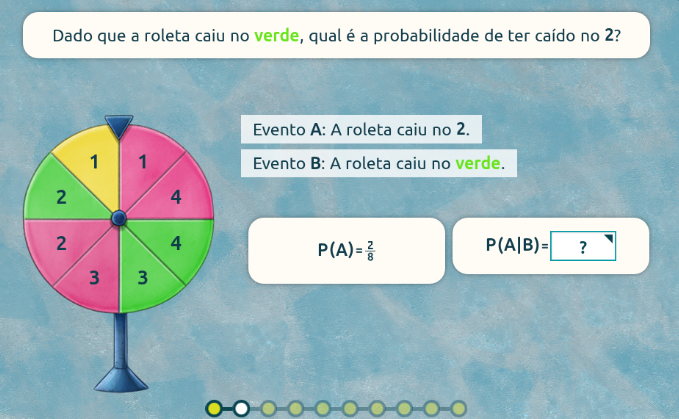 Dado que a roleta caiu no verde, qual é a probabilidade de ter caído no 2?
Evento A: A roleta caiu no 2.
Evento B: A roleta caiu no verde.
1 1
2 4
2 4
3 3
P(A)=2/8
P(A|B)= ?